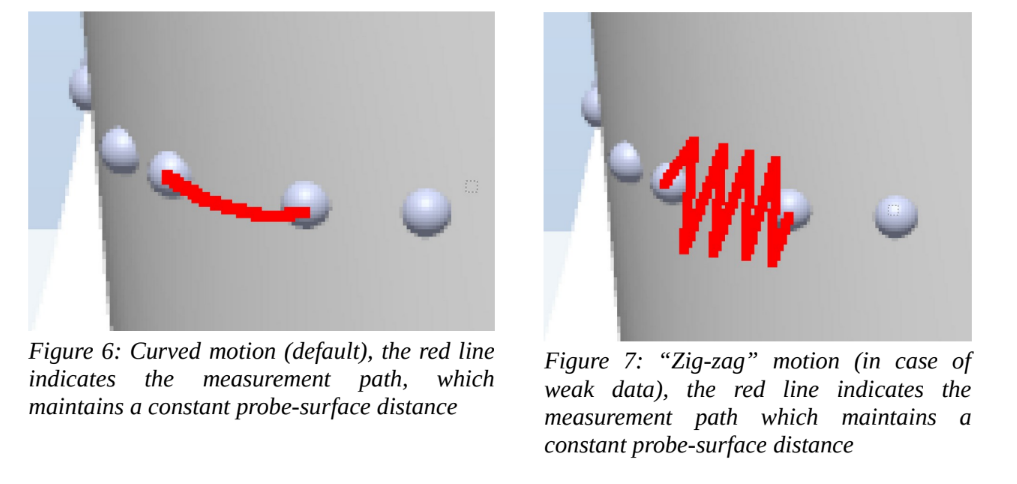 Figure 6: Curved motion (default), the red line
indicates the measurement path, which
maintains a constant probe-surface distance
Figure 7: “Zig-zag” motion (in case of
weak data), the red line indicates the
measurement path which maintains a
constant probe-surface distance